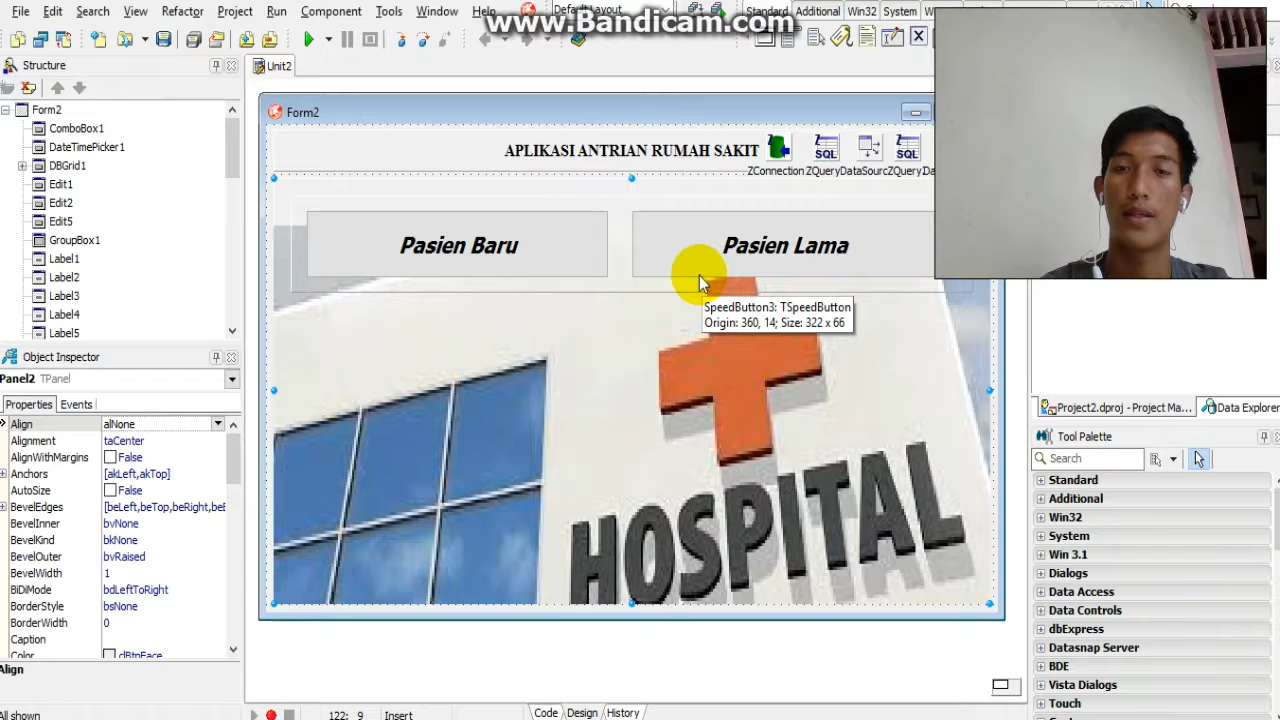 File Edit Search View Refactor Project Run Component Tools Window Help Default Layout
www.Bandicam.com
Standard Additional Win32 System
Structure
Unit2
Form2
ComboBox1
DateTimePicker1
DBGrid1
Edit1
Edit2
Edit5
GroupBox1
Label1
Label2
Label3
Label4
Label5
Form2
APLIKASI ANTRIAN RUMAH SAKIT
SQL
SQL
ZConnection ZQuery DataSourc ZQuery Da
Pasien Baru
Pasien Lama
SpeedButton3: TSpeedButton
Origin: 360, 14; Size: 322 x 66
HOSPITAL
Object Inspector
Panel2 TPanel
Properties Events
Align alNone
Alignment taCenter
AlignWithMargins False
Anchors [akLeft,akTop]
AutoSize False
BevelEdges [beLeft,beTop,beRight,be
BevelInner bvNone
BevelKind bkNone
BevelOuter bvRaised
BevelWidth 1
BiDiMode bdLeftToRight
BorderStyle bsNone
BorderWidth 0
Caption
Color clBtnFace
Align
All shown
122: 9 Insert Code Design History
Project2.dproj - Project Ma... Data Explorer
Tool Palette
Search
Standard
Additional
Win32
System
Win 3.1
Dialogs
Data Access
Data Controls
dbExpress
Datasnap Server
BDE
Vista Dialogs
Touch